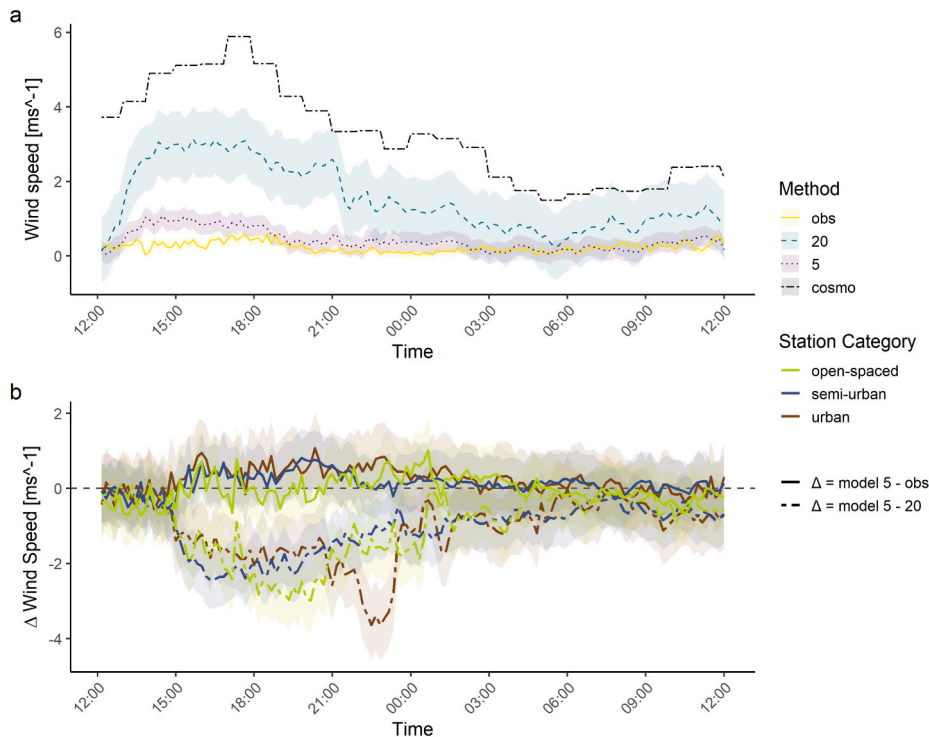 a
Wind speed [ms^-1]
6
4
2
0
12:00
15:00
18:00
21:00
00:00
03:00
06:00
09:00
12:00
Time
Method
obs
20
5
cosmo
Station Category
open-spaced
semi-urban
urban
Δ = model 5 - obs
Δ = model 5 - 20
b
Δ Wind Speed [ms^-1]
2
0
-2
-4
12:00
15:00
18:00
21:00
00:00
03:00
06:00
09:00
12:00
Time